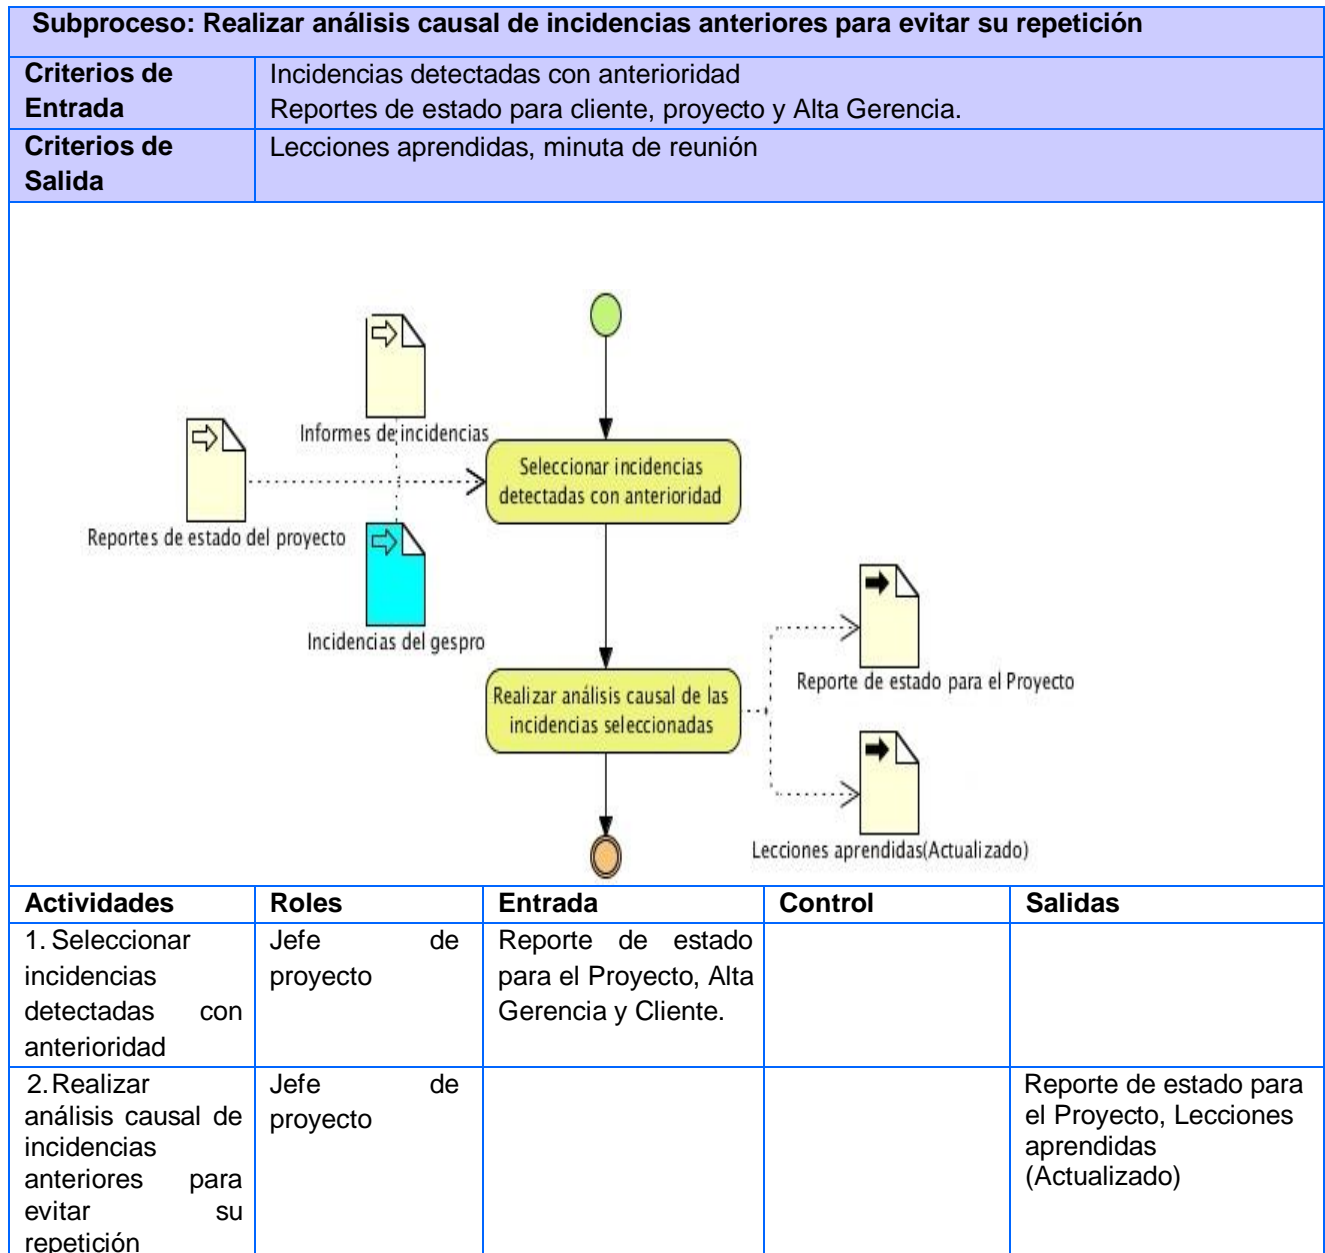 Subproceso: Realizar análisis causal de incidencias anteriores para evitar su repetición
Criterios de
Entrada
Incidencias detectadas con anterioridad
Reportes de estado para cliente, proyecto y Alta Gerencia.
Criterios de
Salida
Lecciones aprendidas, minuta de reunión
Informes de incidencias
Seleccionar incidencias
detectadas con anterioridad
Reportes de estado del proyecto
Incidencias del gespro
Realizar análisis causal de las
incidencias seleccionadas
Reporte de estado para el Proyecto
Lecciones aprendidas(Actualizado)
Actividades
Roles
Entrada
Control
Salidas
1. Seleccionar
incidencias
detectadas con
anterioridad
Jefe de
proyecto
Reporte de estado
para el Proyecto, Alta
Gerencia y Cliente.
2. Realizar
análisis causal de
incidencias
anteriores para
evitar su
repetición
Jefe de
proyecto
Reporte de estado para
el Proyecto, Lecciones
aprendidas
(Actualizado)